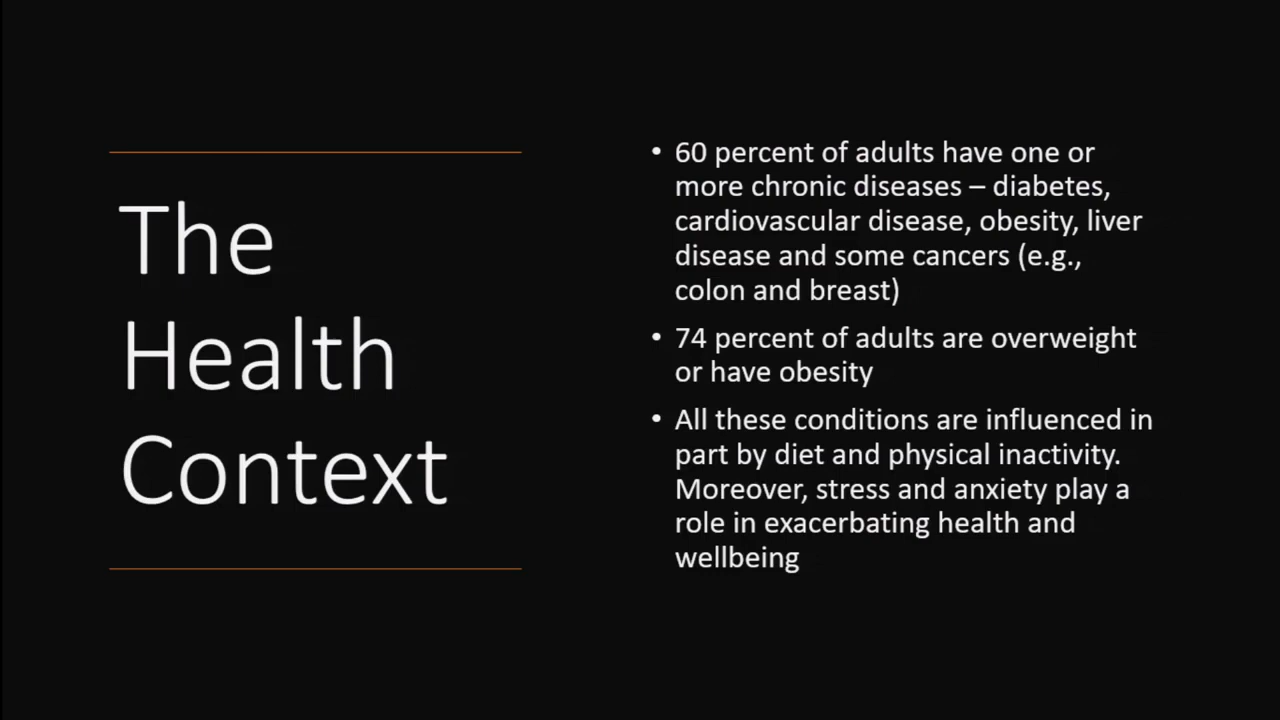 The
Health
Context
• 60 percent of adults have one or
more chronic diseases – diabetes,
cardiovascular disease, obesity, liver
disease and some cancers (e.g.,
colon and breast)
• 74 percent of adults are overweight
or have obesity
• All these conditions are influenced in
part by diet and physical inactivity.
Moreover, stress and anxiety play a
role in exacerbating health and
wellbeing